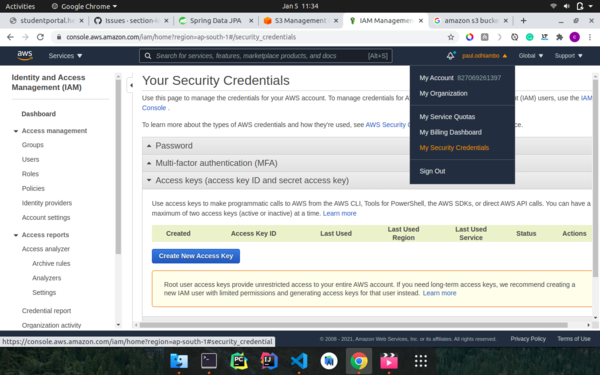 Activities
Google Chrome
Jan 5 11:34
studentportal.h
Issues · section-i
Spring Data JPA
S3 Management
IAM Manageme
amazon s3 bucke
console.aws.amazon.com/iam/home?region=ap-south-1#/security_credentials
aws
Services
Search for services, features, marketplace products, and docs
[Alt+S]
Global
Support
Identity and Access
Management (IAM)
Dashboard
Access management
Groups
Users
Roles
Policies
Identity providers
Account settings
Access reports
Access analyzer
Archive rules
Analyzers
Settings
Credential report
Organization activity
Your Security Credentials
Use this page to manage the credentials for your AWS account. To manage credentials for A
nt (IAM) users, use the IAM
Console .
To learn more about the types of AWS credentials and how they're used, see AWS Security C
ce.
My Account 827069261397
My Organization
My Service Quotas
My Billing Dashboard
My Security Credentials
Sign Out
Password
Multi-factor authentication (MFA)
Access keys (access key ID and secret access key)
Use access keys to make programmatic calls to AWS from the AWS CLI, Tools for PowerShell, the AWS SDKs, or direct AWS API calls. You can have a
maximum of two access keys (active or inactive) at a time. Learn more
Created Access Key ID Last Used Last Used Region Last Used Service Status Actions
Create New Access Key
Root user access keys provide unrestricted access to your entire AWS account. If you need long-term access keys, we recommend creating a
new IAM user with limited permissions and generating access keys for that user instead. Learn more
https://console.aws.amazon.com/iam/home?region=ap-south-1#security_credential
© 2008 - 2021, Amazon Web Services, Inc. or its affiliates. All rights reserved.
Privacy Policy
Terms of Use